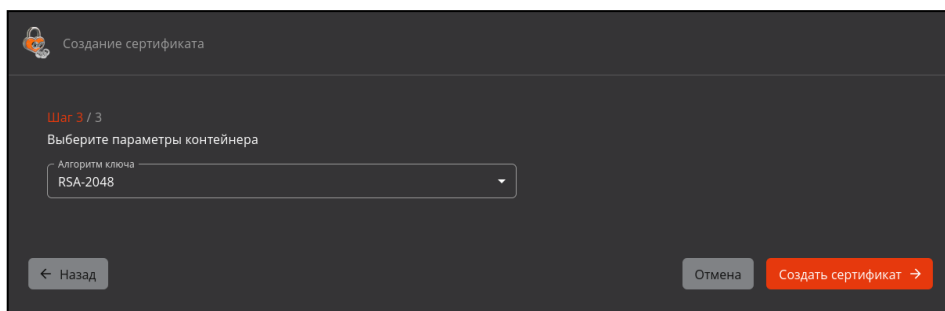 Создание сертификата
Шаг 3 / 3
Выберите параметры контейнера
Алгоритм ключа
RSA-2048
Назад
Отмена
Создать сертификат